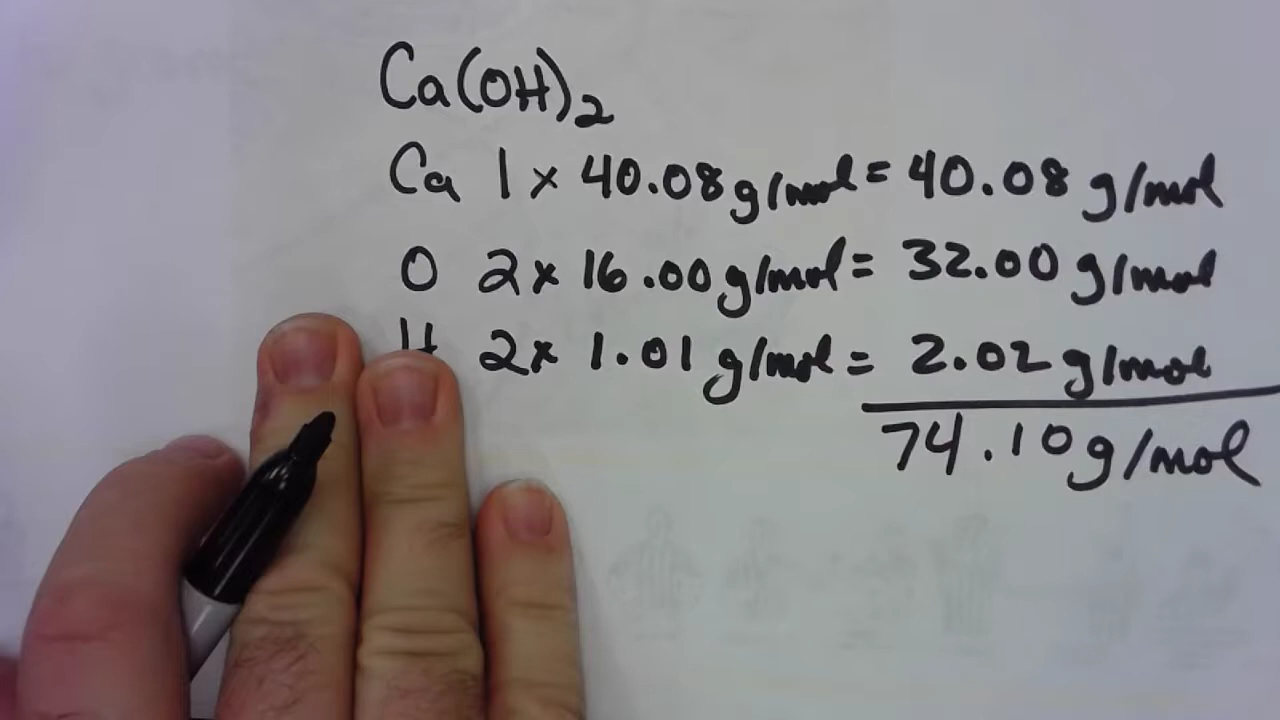 Ca(OH)₂
Ca 1 × 40.08 g/mol = 40.08 g/mol
O 2 × 16.00 g/mol = 32.00 g/mol
H 2 × 1.01 g/mol = 2.02 g/mol
74.10 g/mol